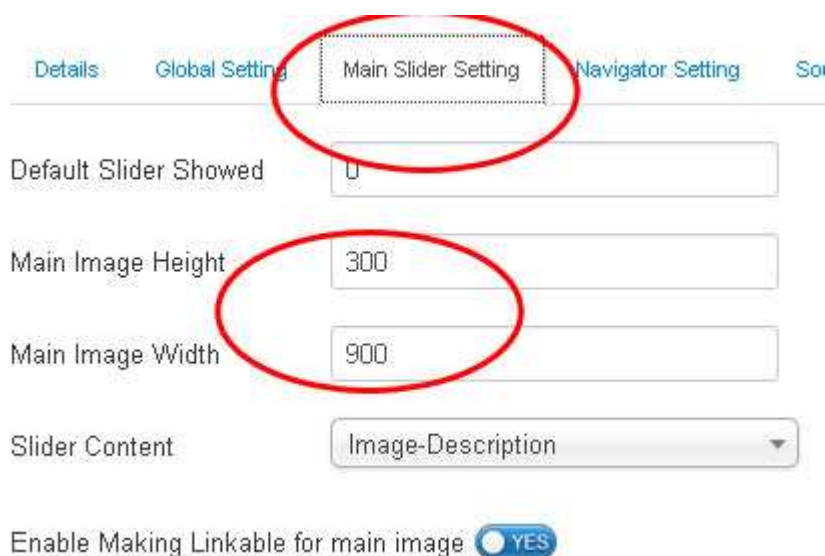 Details Global Setting Main Slider Setting Navigator Setting Sou
Default Slider Showed 0
Main Image Height 300
Main Image Width 900
Slider Content Image-Description
Enable Making Linkable for main image YES